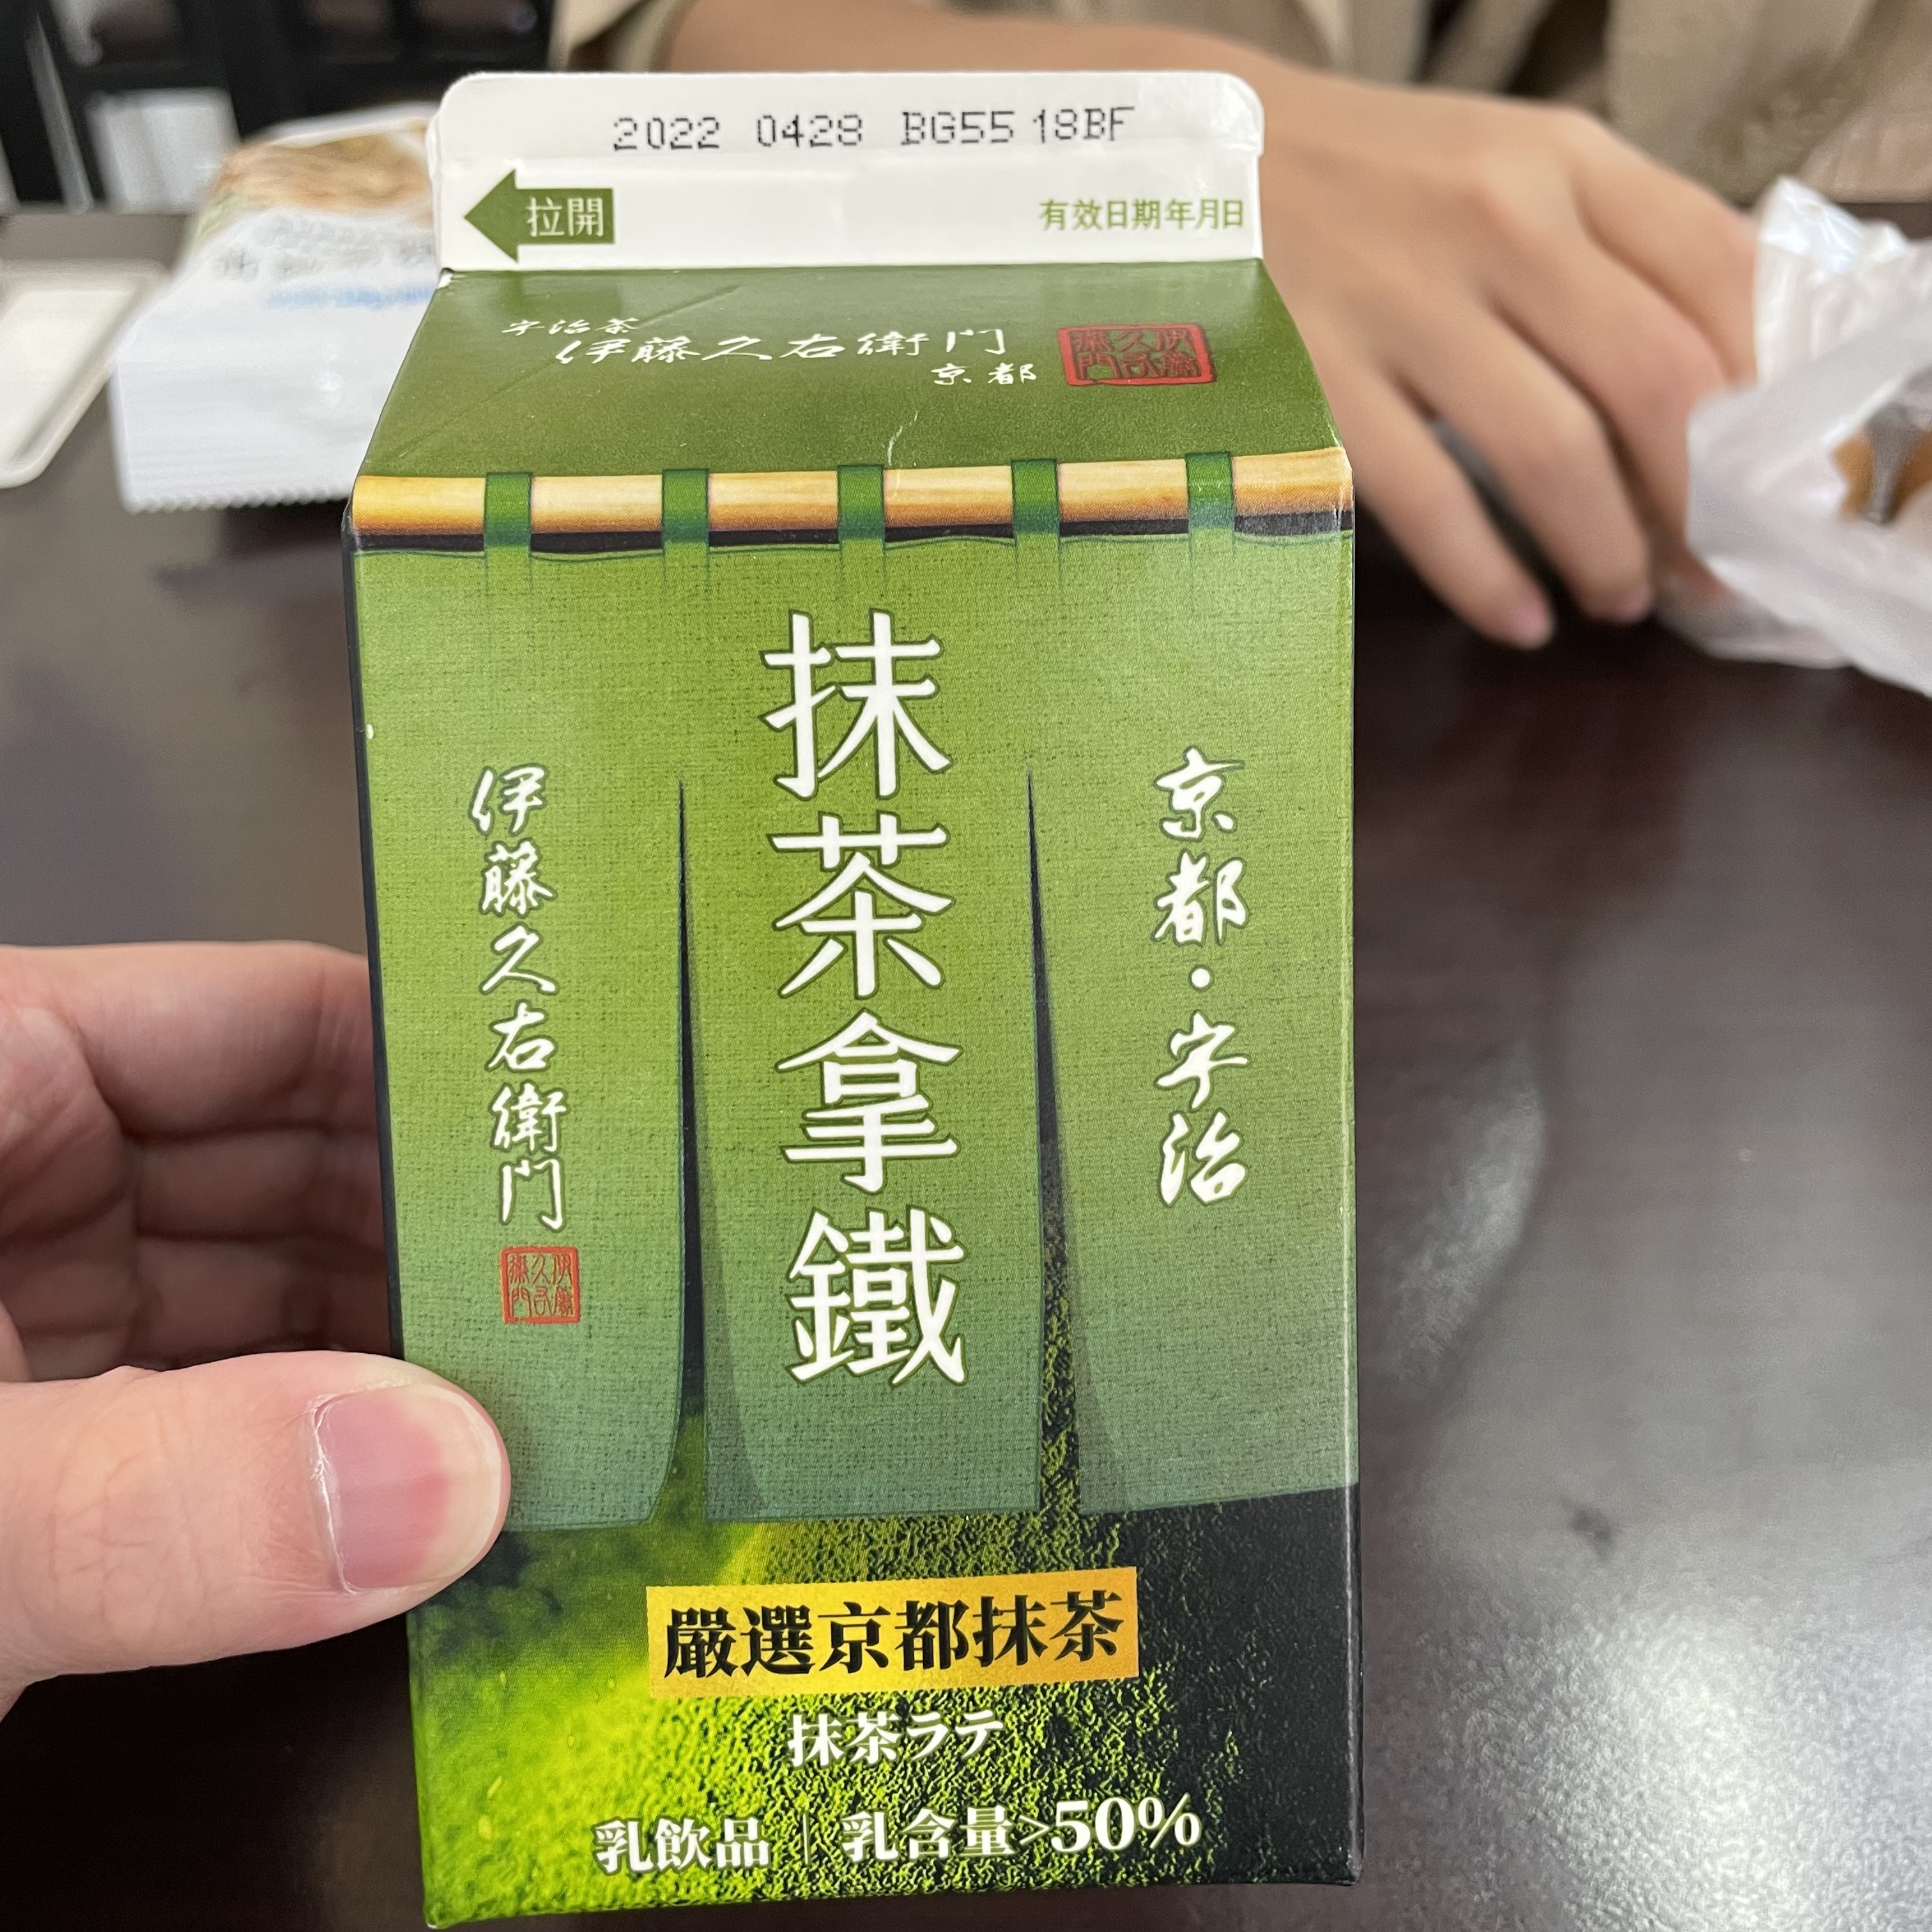 2022 0428 BG55 18BF
拉開
有效日期年月日
宇治茶
伊藤久右衛門
京都
京都・宇治
抹茶拿鐵
伊藤久右衛門
嚴選京都抹茶
抹茶ラテ
乳飲品｜乳含量>50%